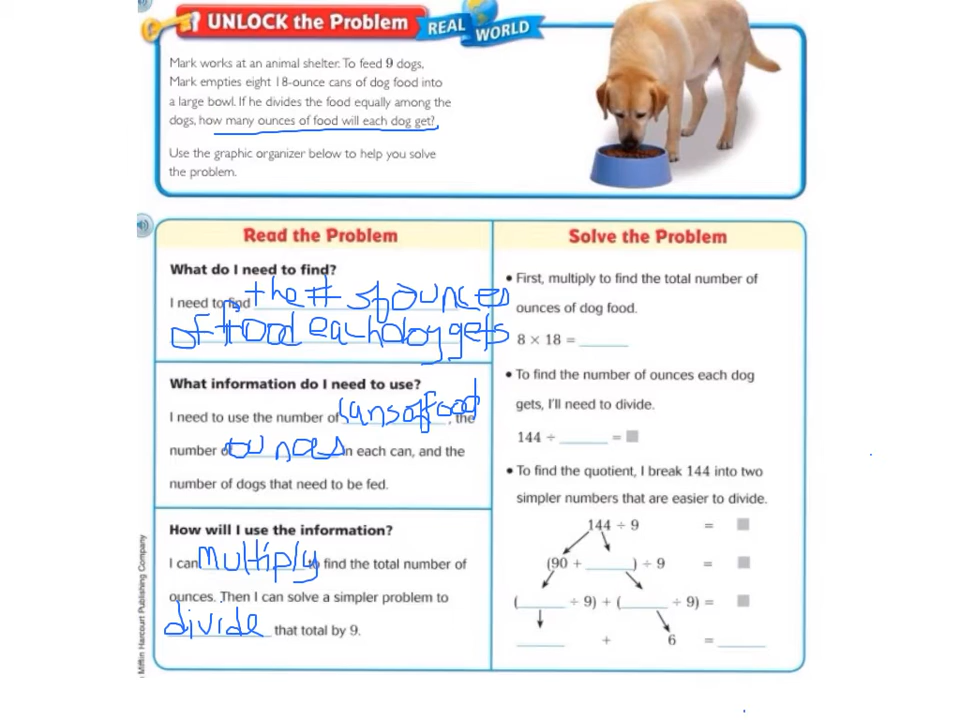 UNLOCK the Problem REAL WORLD
Mark works at an animal shelter. To feed 9 dogs,
Mark empties eight 18-ounce cans of dog food into
a large bowl. If he divides the food equally among the
dogs, how many ounces of food will each dog get?
Use the graphic organizer below to help you solve
the problem.
Read the Problem
What do I need to find?
I need to find the # of ounces
of food each dog gets
What information do I need to use?
I need to use the number of cans of food, the
number of ounces in each can, and the
number of dogs that need to be fed.
How will I use the information?
I can multiply to find the total number of
ounces. Then I can solve a simpler problem to
divide that total by 9.
Solve the Problem
• First, multiply to find the total number of
ounces of dog food.
8 × 18 = ______
• To find the number of ounces each dog
gets, I'll need to divide.
144 ÷ ______ = ■
• To find the quotient, I break 144 into two
simpler numbers that are easier to divide.
144 ÷ 9 = ■
(90 + ______ ) ÷ 9 = ■
( ______ ÷ 9) + ( ______ ÷ 9) = ■
______ + 6 = ______
Mifflin Harcourt Publishing Company